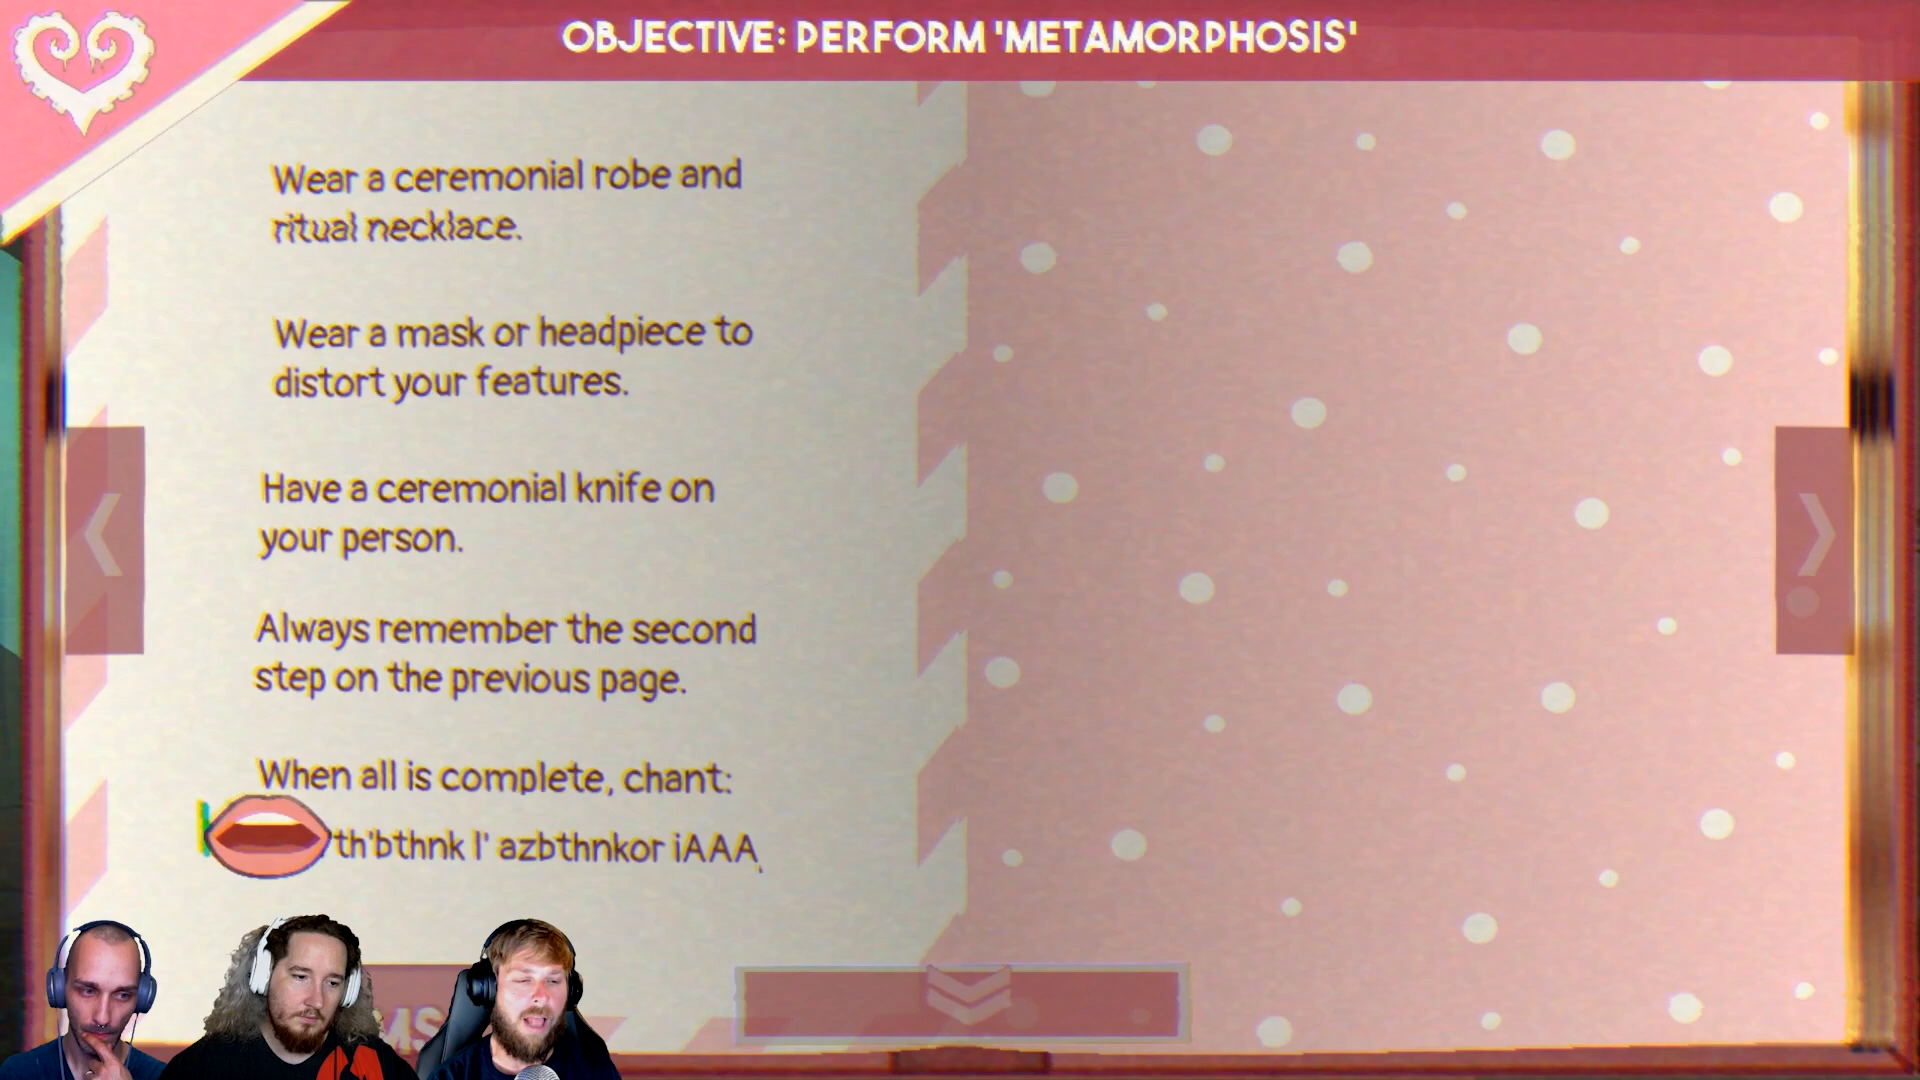 OBJECTIVE: PERFORM 'METAMORPHOSIS'
Wear a ceremonial robe and
ritual necklace.
Wear a mask or headpiece to
distort your features.
Have a ceremonial knife on
your person.
Always remember the second
step on the previous page.
When all is complete, chant:
th'bthnk l' azbthnkor iAAA